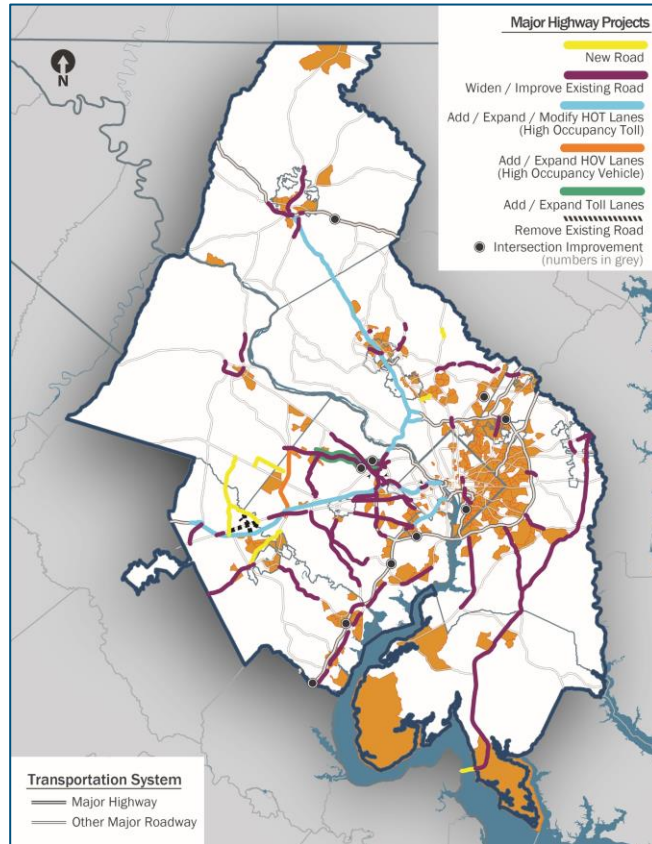 Major Highway Projects
New Road
Widen / Improve Existing Road
Add / Expand / Modify HOT Lanes
(High Occupancy Toll)
Add / Expand HOV Lanes
(High Occupancy Vehicle)
Add / Expand Toll Lanes
Remove Existing Road
Intersection Improvement
(numbers in grey)
N
Transportation System
Major Highway
Other Major Roadway